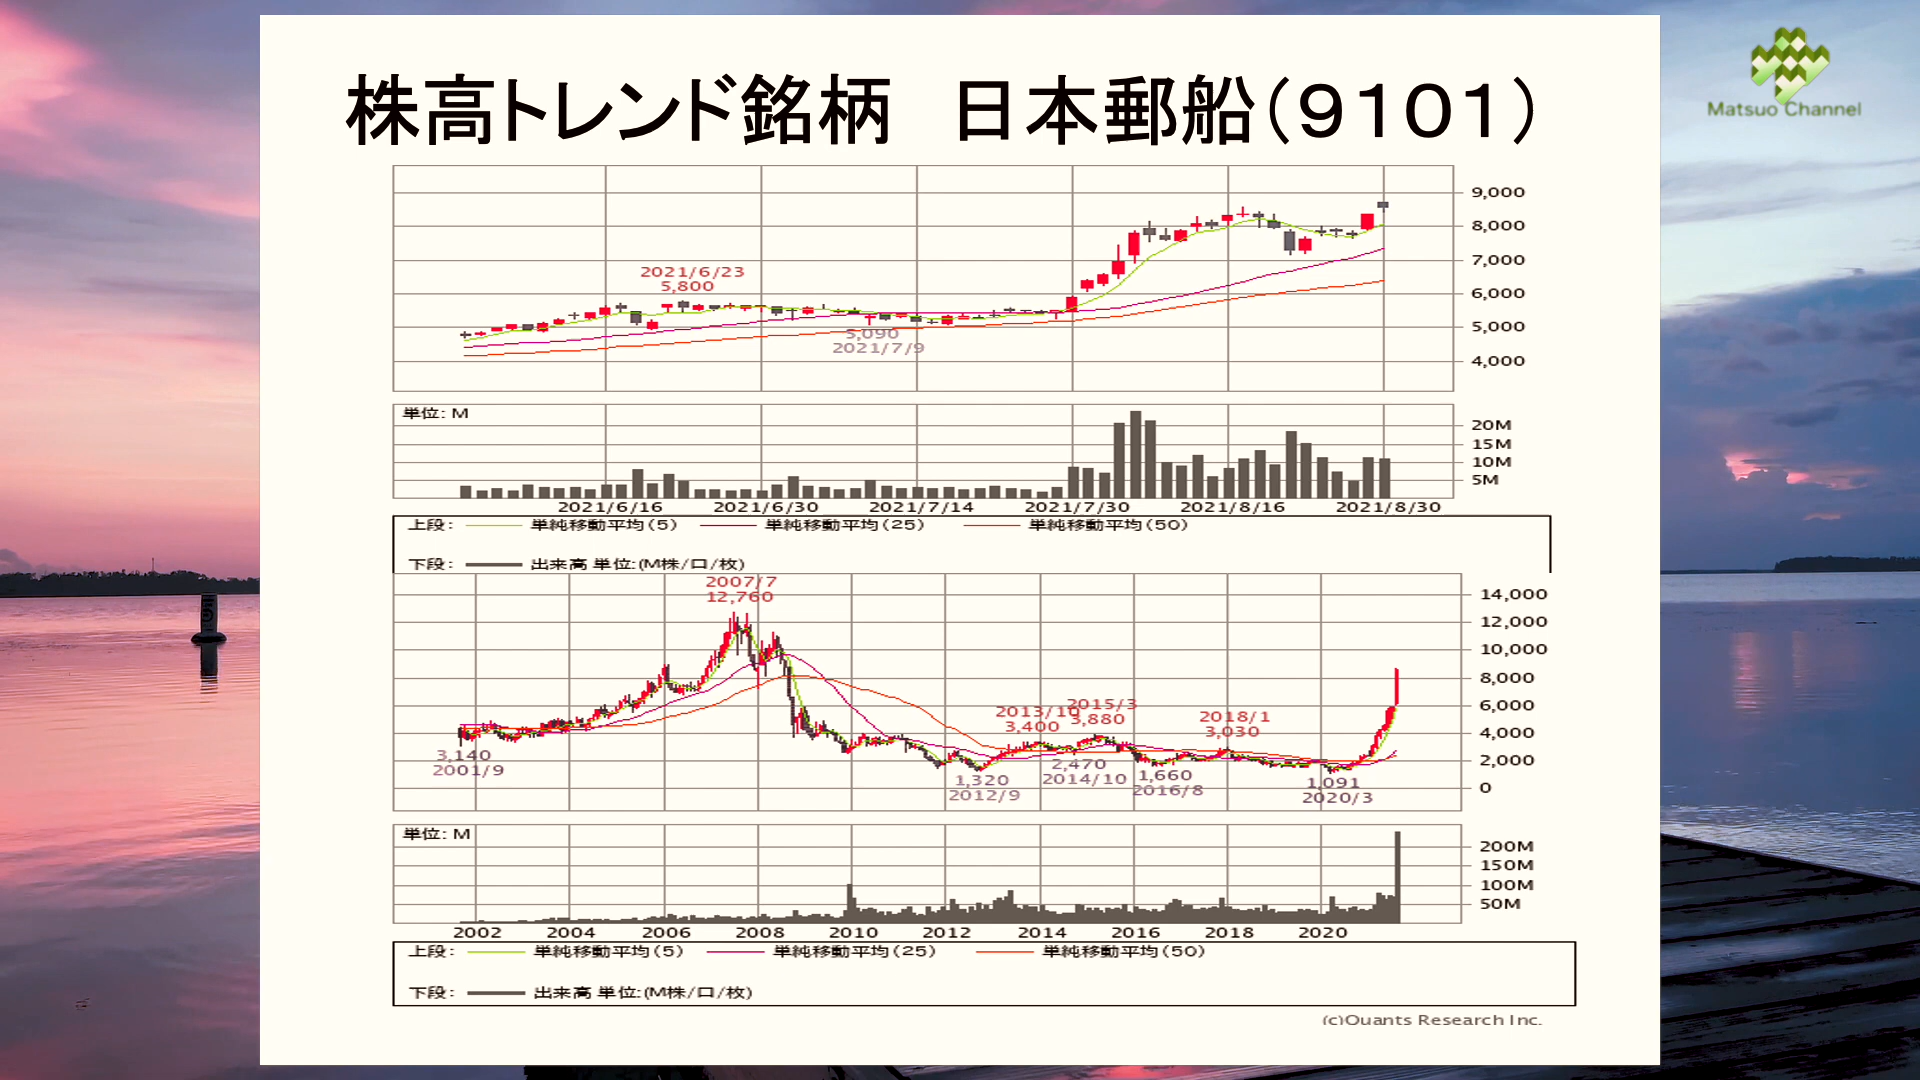 株高トレンド銘柄　日本郵船（９１０１）
Matsuo Channel
9,000
8,000
7,000
6,000
5,000
4,000
2021/6/23
5,800
5,090
2021/7/9
単位: M
20M
15M
10M
5M
2021/6/16 2021/6/30 2021/7/14 2021/7/30 2021/8/16 2021/8/30
上段: 単純移動平均(5) 単純移動平均(25) 単純移動平均(50)
下段: 出来高 単位:(M株/口/枚)
2007/7
12,760
14,000
12,000
10,000
8,000
6,000
4,000
2,000
0
3,140
2001/9
2013/10
3,400
2015/3
3,880
2018/1
3,030
1,320
2012/9
2,470
2014/10
1,660
2016/8
1,091
2020/3
単位: M
200M
150M
100M
50M
2002 2004 2006 2008 2010 2012 2014 2016 2018 2020
上段: 単純移動平均(5) 単純移動平均(25) 単純移動平均(50)
下段: 出来高 単位:(M株/口/枚)
(c)Quants Research Inc.